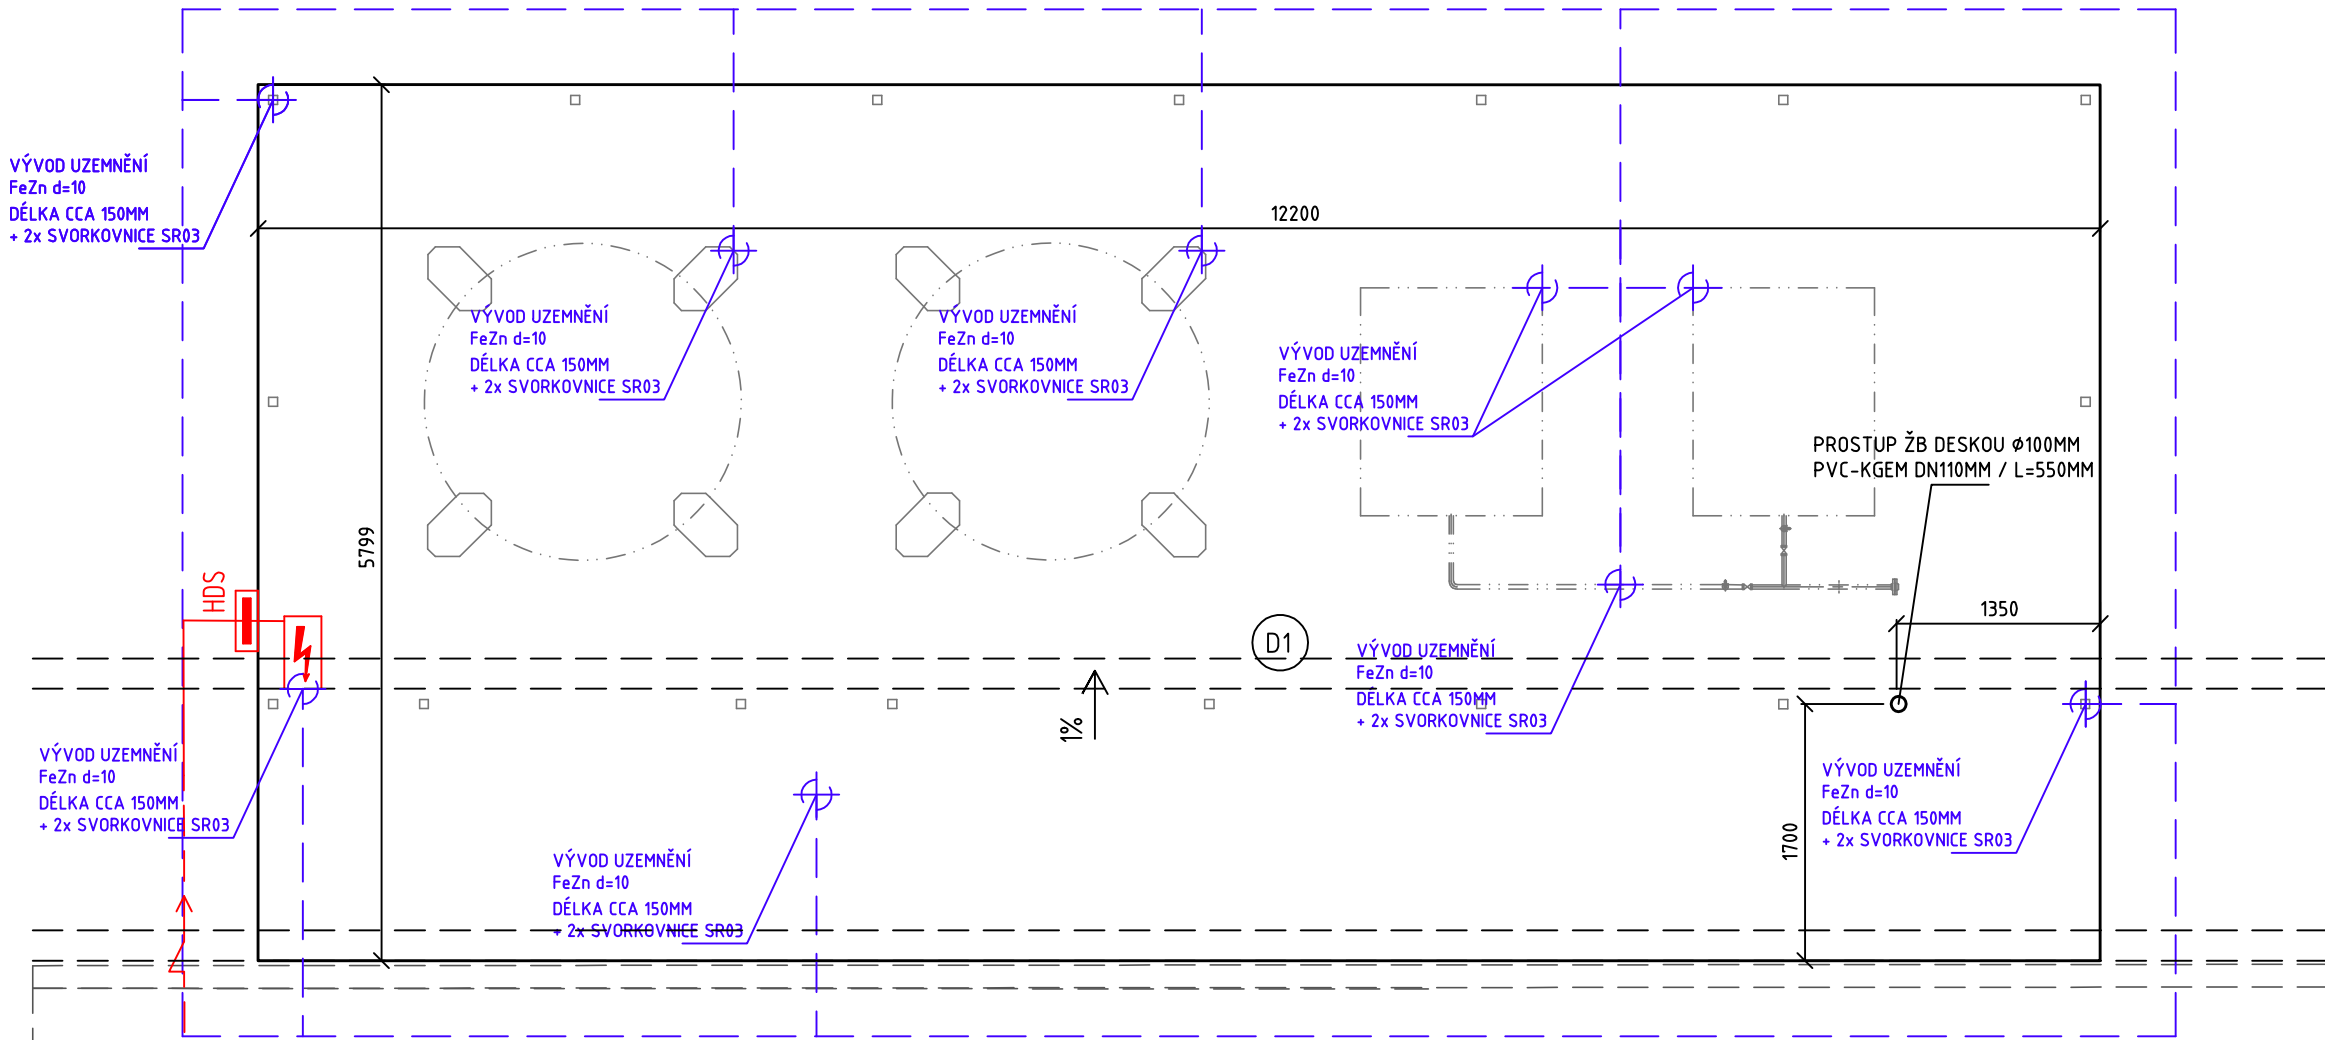 VÝVOD UZEMNĚNÍ
FeZn d=10
DÉLKA CCA 150MM
+ 2x SVORKOVNICE SR03
12200
VÝVOD UZEMNĚNÍ
FeZn d=10
DÉLKA CCA 150MM
+ 2x SVORKOVNICE SR03
VÝVOD UZEMNĚNÍ
FeZn d=10
DÉLKA CCA 150MM
+ 2x SVORKOVNICE SR03
VÝVOD UZEMNĚNÍ
FeZn d=10
DÉLKA CCA 150MM
+ 2x SVORKOVNICE SR03
PROSTUP ŽB DESKOU Ø100MM
PVC-KGEM DN110MM / L=550MM
5799
HDS
1350
D1
VÝVOD UZEMNĚNÍ
FeZn d=10
DÉLKA CCA 150MM
+ 2x SVORKOVNICE SR03
1%
VÝVOD UZEMNĚNÍ
FeZn d=10
DÉLKA CCA 150MM
+ 2x SVORKOVNICE SR03
VÝVOD UZEMNĚNÍ
FeZn d=10
DÉLKA CCA 150MM
+ 2x SVORKOVNICE SR03
1700
VÝVOD UZEMNĚNÍ
FeZn d=10
DÉLKA CCA 150MM
+ 2x SVORKOVNICE SR03